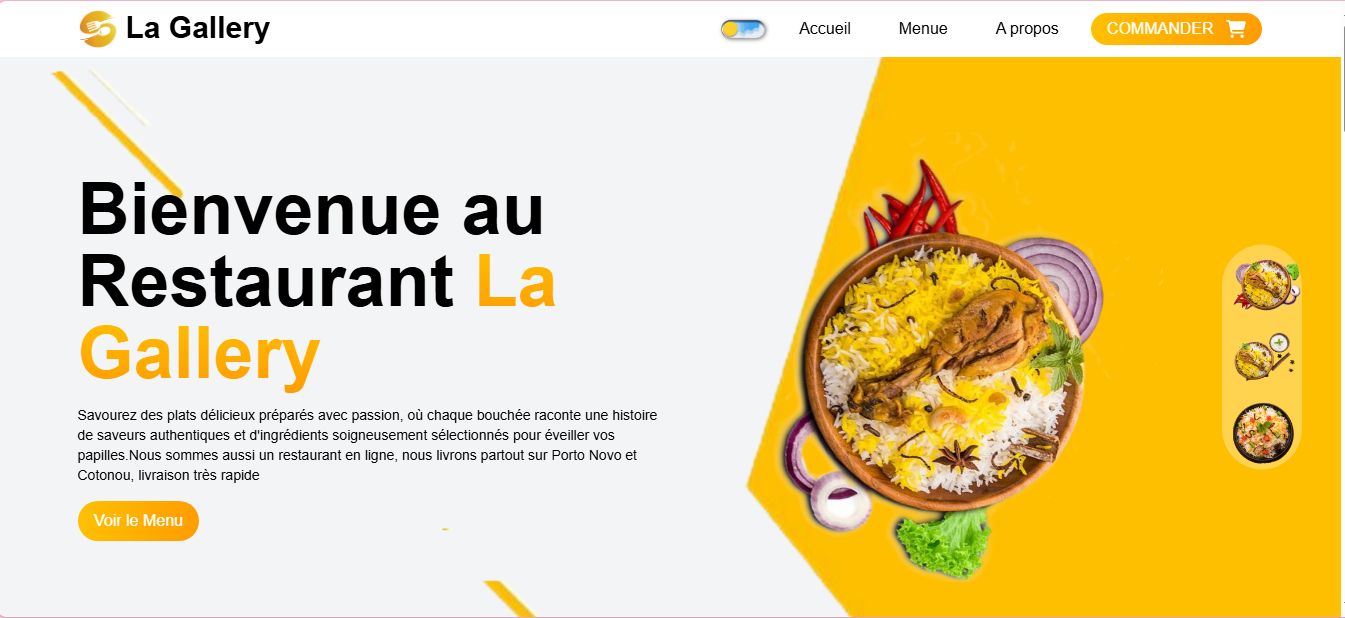 La Gallery
Accueil
Menue
A propos
COMMANDER
Bienvenue au
Restaurant La
Gallery
Savourez des plats délicieux préparés avec passion, où chaque bouchée raconte une histoire
de saveurs authentiques et d'ingrédients soigneusement sélectionnés pour éveiller vos
papilles.Nous sommes aussi un restaurant en ligne, nous livrons partout sur Porto Novo et
Cotonou, livraison très rapide
Voir le Menu